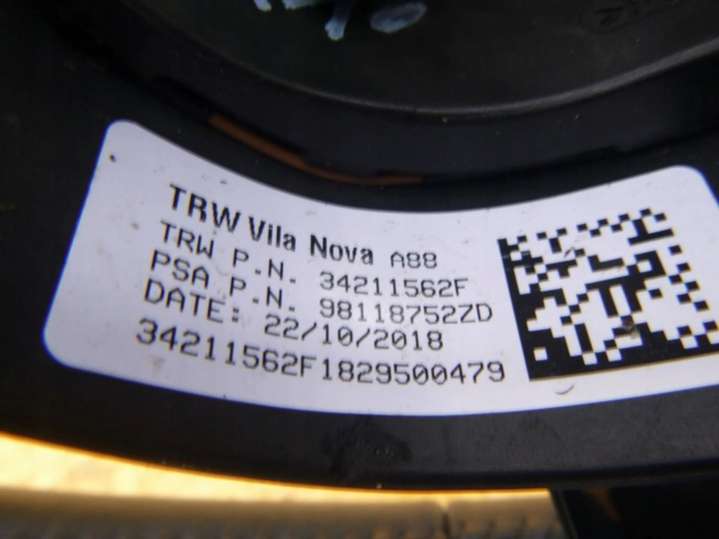 TRW Vila Nova A88
TRW P.N. 34211562F
PSA P.N. 98118752ZD
DATE: 22/10/2018
34211562F1829500479